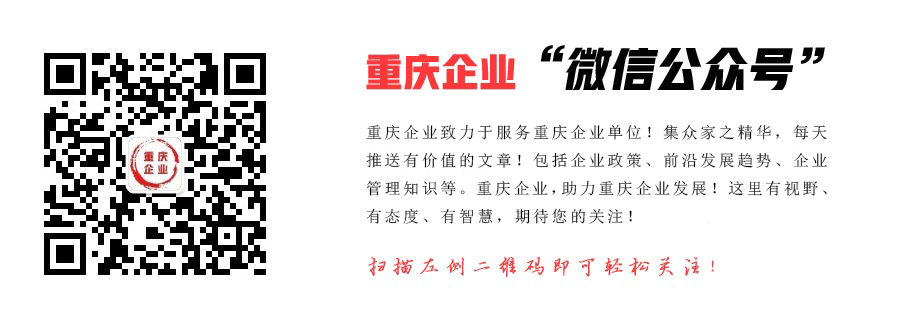 重庆
企业
重庆企业“微信公众号”
重庆企业致力于服务重庆企业单位！集众家之精华，每天
推送有价值的文章！包括企业政策、前沿发展趋势、企业
管理知识等。重庆企业，助力重庆企业发展！这里有视野、
有态度、有智慧，期待您的关注！
扫描左侧二维码即可轻松关注！